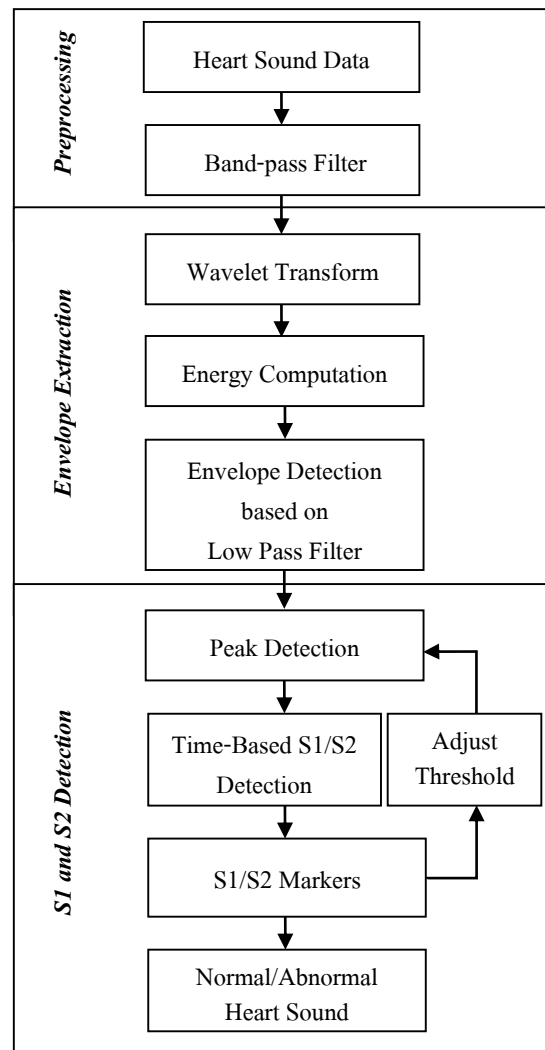 Preprocessing
Heart Sound Data
Band-pass Filter
Envelope Extraction
Wavelet Transform
Energy Computation
Envelope Detection
based on
Low Pass Filter
S1 and S2 Detection
Peak Detection
Time-Based S1/S2
Detection
Adjust
Threshold
S1/S2 Markers
Normal/Abnormal
Heart Sound